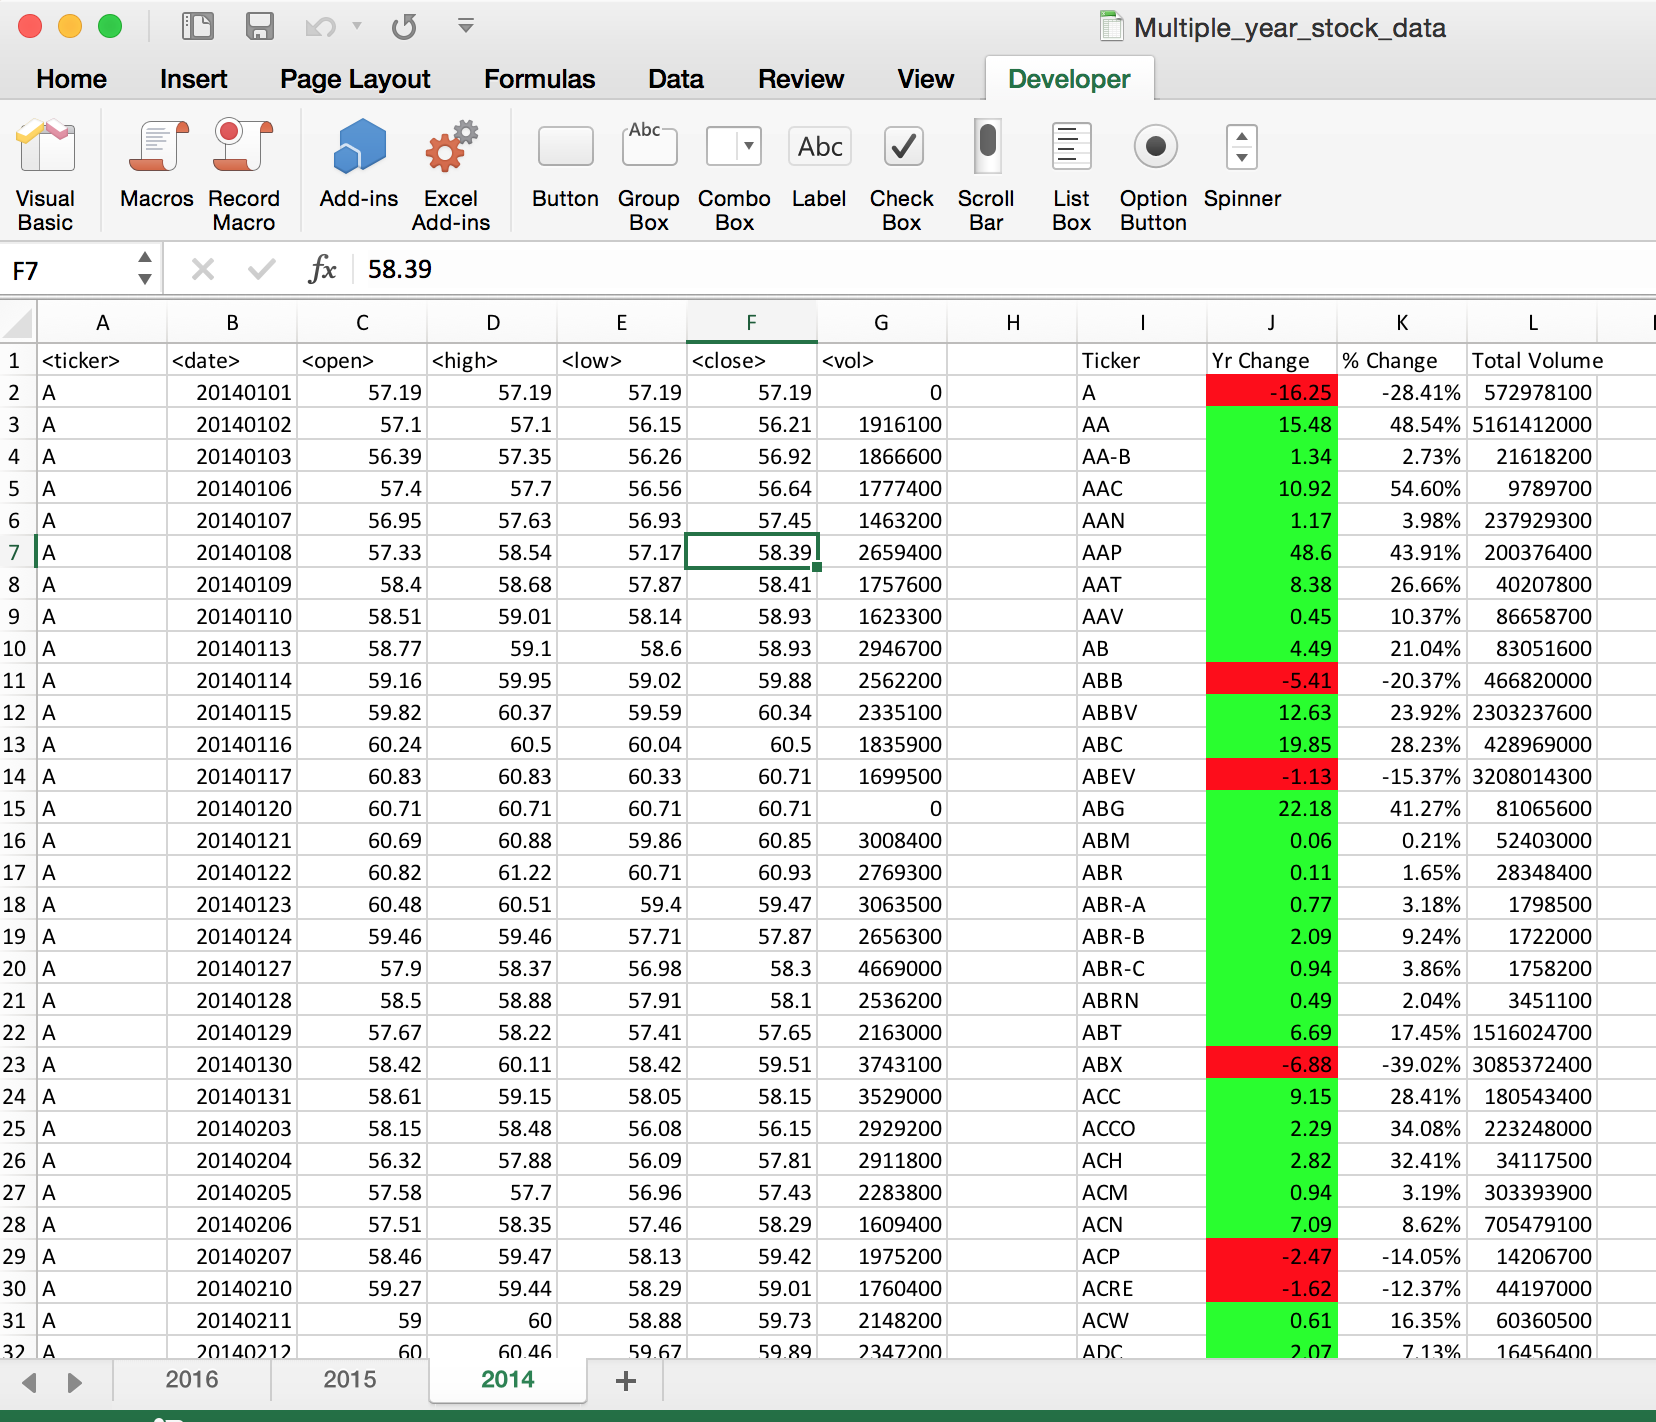 Multiple_year_stock_data
Home Insert Page Layout Formulas Data Review View Developer
Abc Abc
Visual Basic Macros Record Macro Add-ins Excel Add-ins Button Group Box Combo Box Label Check Box Scroll Bar List Box Option Button Spinner
F7 fx 58.39
A B C D E F G H I J K L
1 <ticker> <date> <open> <high> <low> <close> <vol> Ticker Yr Change % Change Total Volume
2 A 20140101 57.19 57.19 57.19 57.19 0 A -16.25 -28.41% 572978100
3 A 20140102 57.1 57.1 56.15 56.21 1916100 AA 15.48 48.54% 5161412000
4 A 20140103 56.39 57.35 56.26 56.92 1866600 AA-B 1.34 2.73% 21618200
5 A 20140106 57.4 57.7 56.56 56.64 1777400 AAC 10.92 54.60% 9789700
6 A 20140107 56.95 57.63 56.93 57.45 1463200 AAN 1.17 3.98% 237929300
7 A 20140108 57.33 58.54 57.17 58.39 2659400 AAP 48.6 43.91% 200376400
8 A 20140109 58.4 58.68 57.87 58.41 1757600 AAT 8.38 26.66% 40207800
9 A 20140110 58.51 59.01 58.14 58.93 1623300 AAV 0.45 10.37% 86658700
10 A 20140113 58.77 59.1 58.6 58.93 2946700 AB 4.49 21.04% 83051600
11 A 20140114 59.16 59.95 59.02 59.88 2562200 ABB -5.41 -20.37% 466820000
12 A 20140115 59.82 60.37 59.59 60.34 2335100 ABBV 12.63 23.92% 2303237600
13 A 20140116 60.24 60.5 60.04 60.5 1835900 ABC 19.85 28.23% 428969000
14 A 20140117 60.83 60.83 60.33 60.71 1699500 ABEV -1.13 -15.37% 3208014300
15 A 20140120 60.71 60.71 60.71 60.71 0 ABG 22.18 41.27% 81065600
16 A 20140121 60.69 60.88 59.86 60.85 3008400 ABM 0.06 0.21% 52403000
17 A 20140122 60.82 61.22 60.71 60.93 2769300 ABR 0.11 1.65% 28348400
18 A 20140123 60.48 60.51 59.4 59.47 3063500 ABR-A 0.77 3.18% 1798500
19 A 20140124 59.46 59.46 57.71 57.87 2656300 ABR-B 2.09 9.24% 1722000
20 A 20140127 57.9 58.37 56.98 58.3 4669000 ABR-C 0.94 3.86% 1758200
21 A 20140128 58.5 58.88 57.91 58.1 2536200 ABRN 0.49 2.04% 3451100
22 A 20140129 57.67 58.22 57.41 57.65 2163000 ABT 6.69 17.45% 1516024700
23 A 20140130 58.42 60.11 58.42 59.51 3743100 ABX -6.88 -39.02% 3085372400
24 A 20140131 58.61 59.15 58.05 58.15 3529000 ACC 9.15 28.41% 180543400
25 A 20140203 58.15 58.48 56.08 56.15 2929200 ACCO 2.29 34.08% 223248000
26 A 20140204 56.32 57.88 56.09 57.81 2911800 ACH 2.82 32.41% 34117500
27 A 20140205 57.58 57.7 56.96 57.43 2283800 ACM 0.94 3.19% 303393900
28 A 20140206 57.51 58.35 57.46 58.29 1609400 ACN 7.09 8.62% 705479100
29 A 20140207 58.46 59.47 58.13 59.42 1975200 ACP -2.47 -14.05% 14206700
30 A 20140210 59.27 59.44 58.29 59.01 1760400 ACRE -1.62 -12.37% 44197000
31 A 20140211 59 60 58.88 59.73 2148200 ACW 0.61 16.35% 60360500
32 A 20140212 60 60.46 59.67 59.89 2347200 ADC 2.07 7.13% 16456400
2016 2015 2014 +